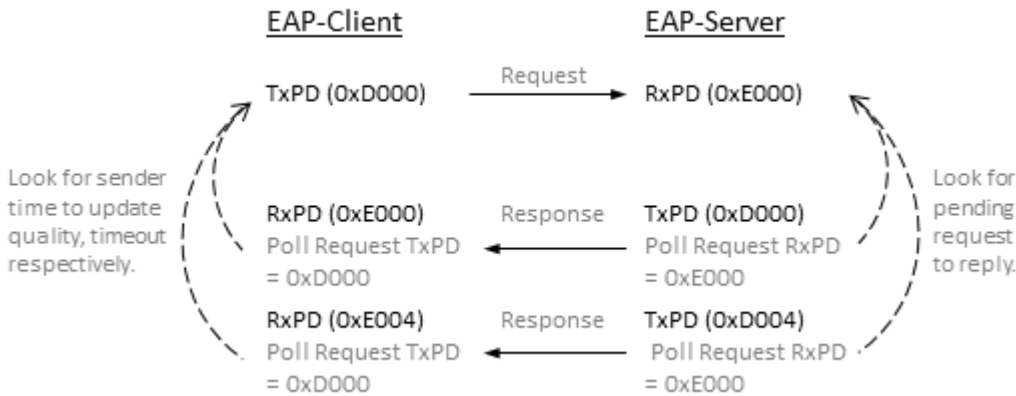 EAP-Client
EAP-Server
TxPD (0xD000)
Request
RxPD (0xE000)
Look for sender
time to update
quality, timeout
respectively.
RxPD (0xE000)
Poll Request TxPD
= 0xD000
Response
TxPD (0xD000)
Poll Request RxPD
= 0xE000
Look for
pending
request
to reply.
RxPD (0xE004)
Poll Request TxPD
= 0xD000
Response
TxPD (0xD004)
Poll Request RxPD
= 0xE000